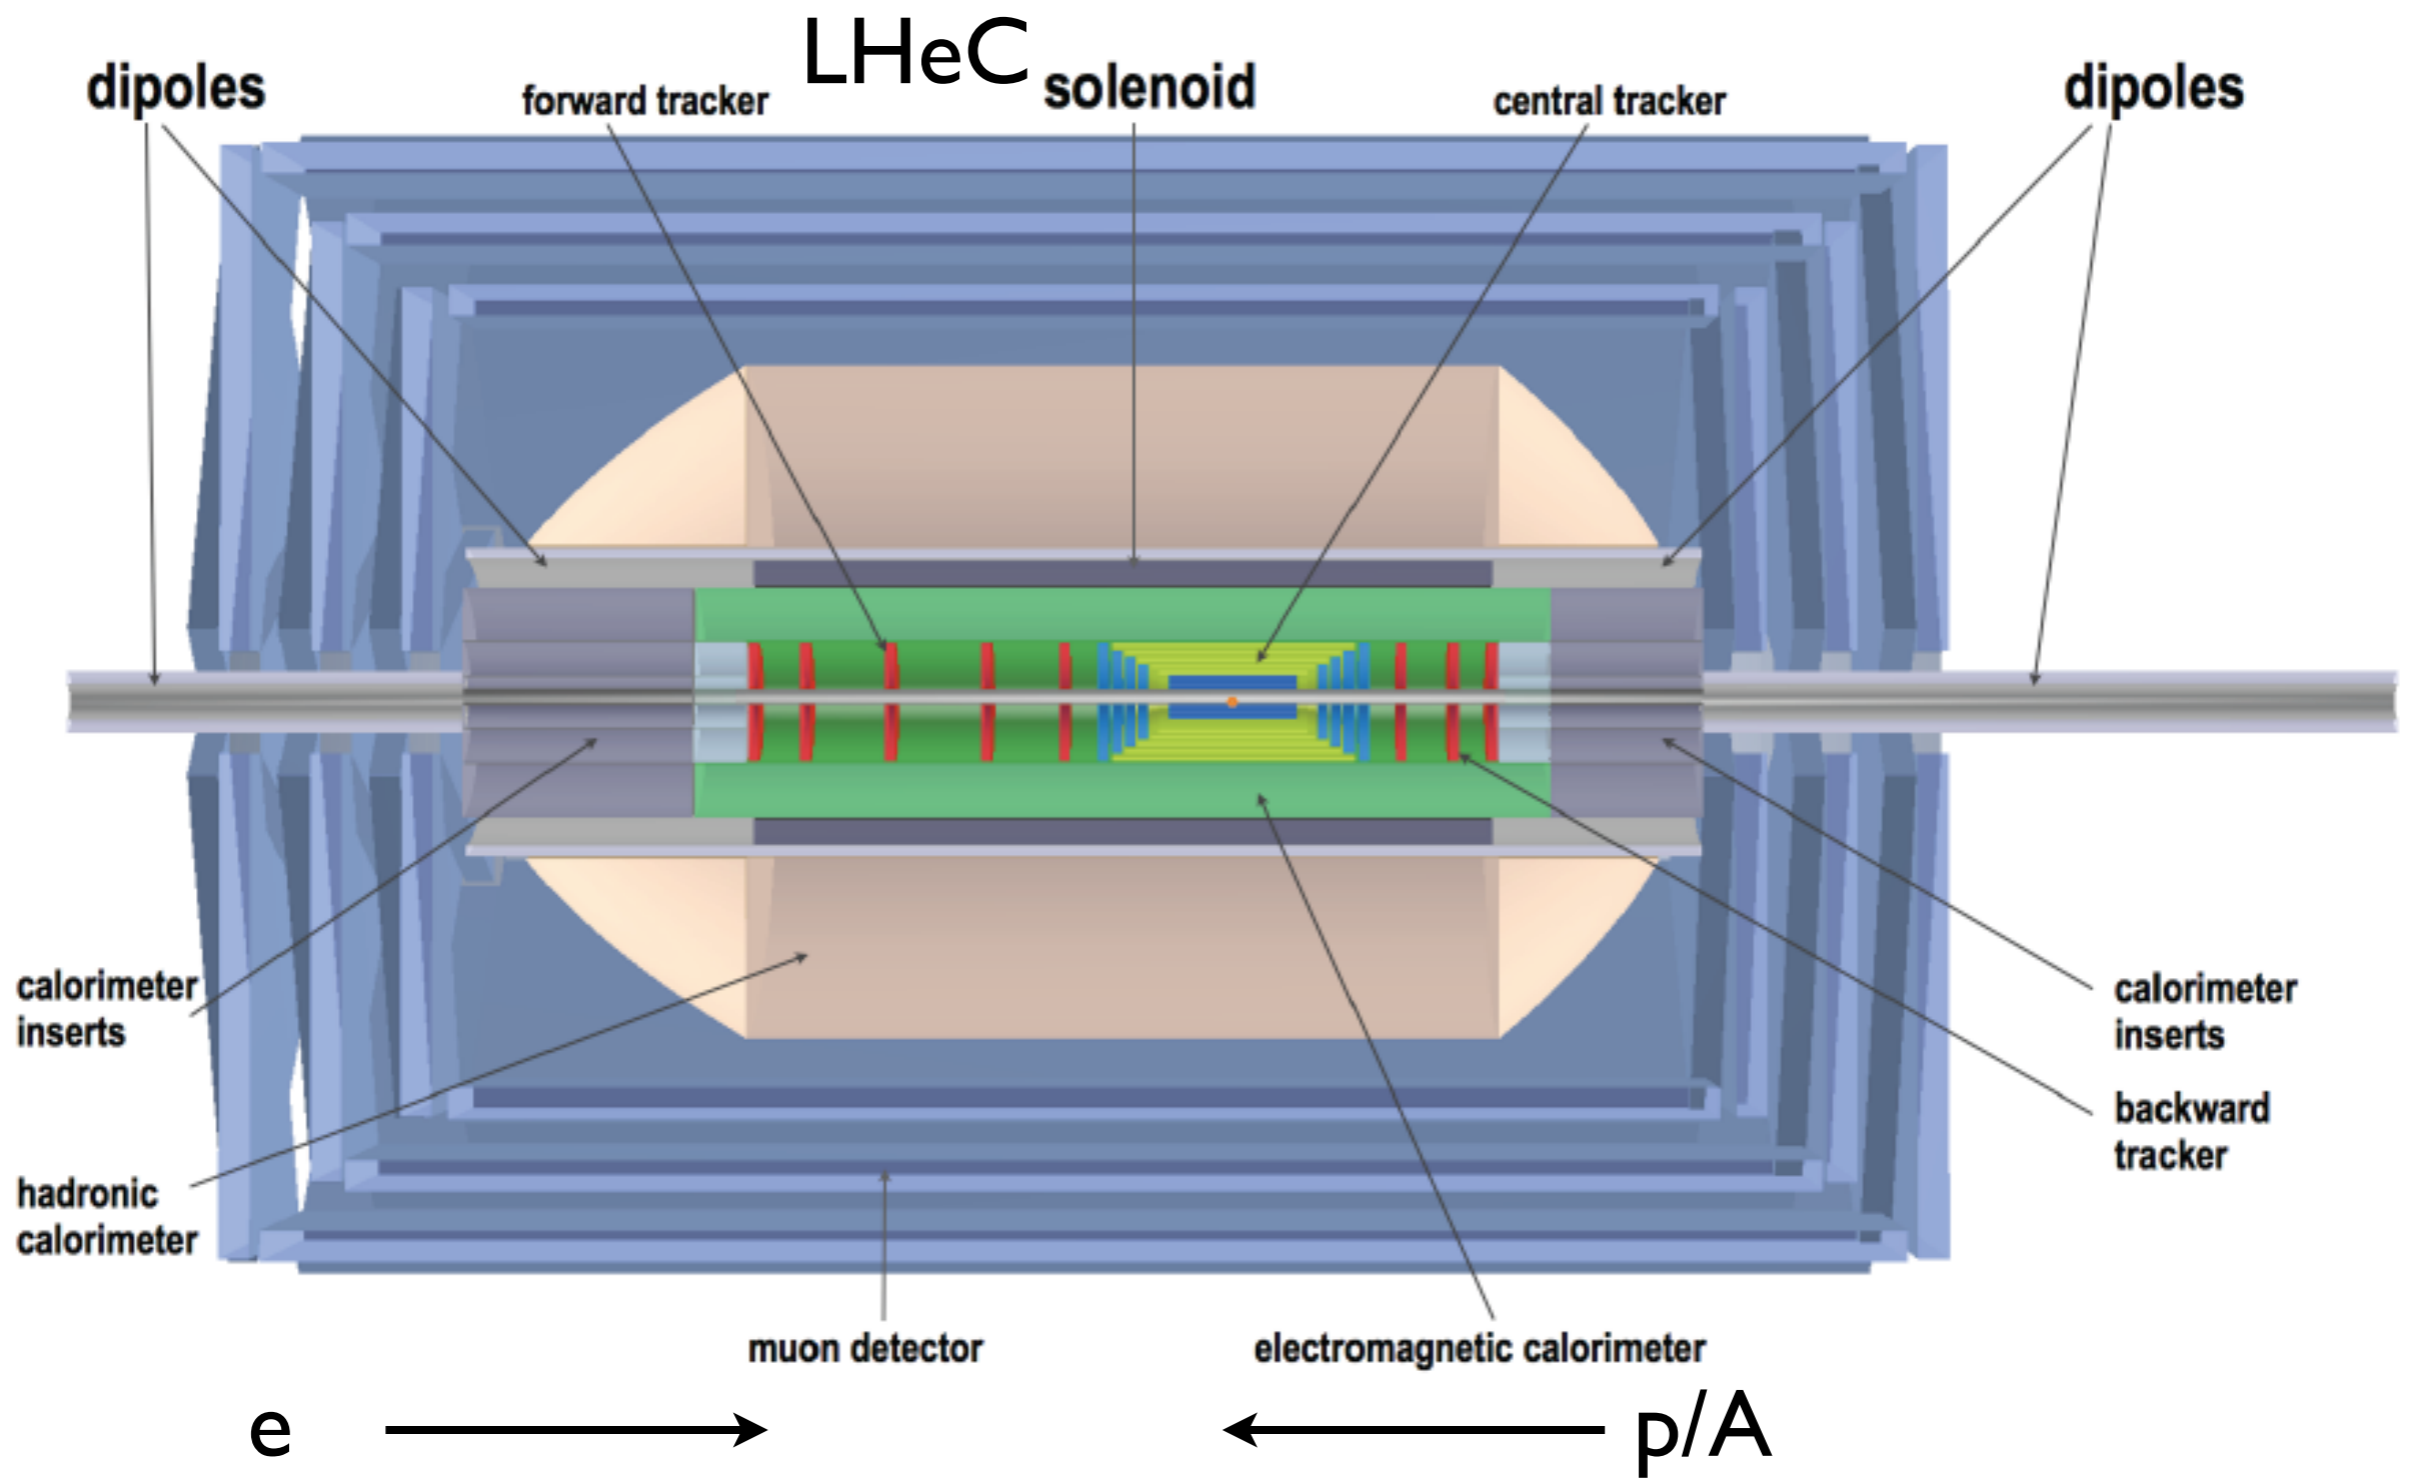 LHeC
dipoles
forward tracker
solenoid
central tracker
dipoles
calorimeter
inserts
hadronic
calorimeter
calorimeter
inserts
backward
tracker
muon detector
electromagnetic calorimeter
e
p/A